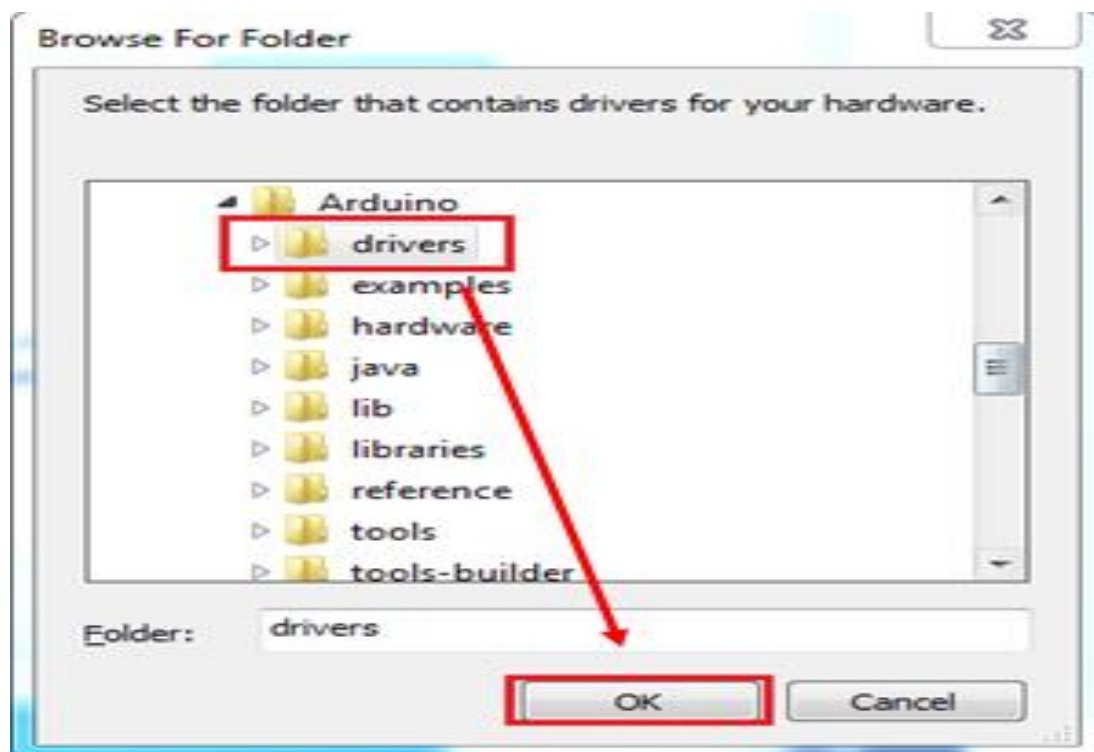 Browse For Folder
Select the folder that contains drivers for your hardware.
Arduino
drivers
examples
hardware
java
lib
libraries
reference
tools
tools-builder
Folder: drivers
OK Cancel